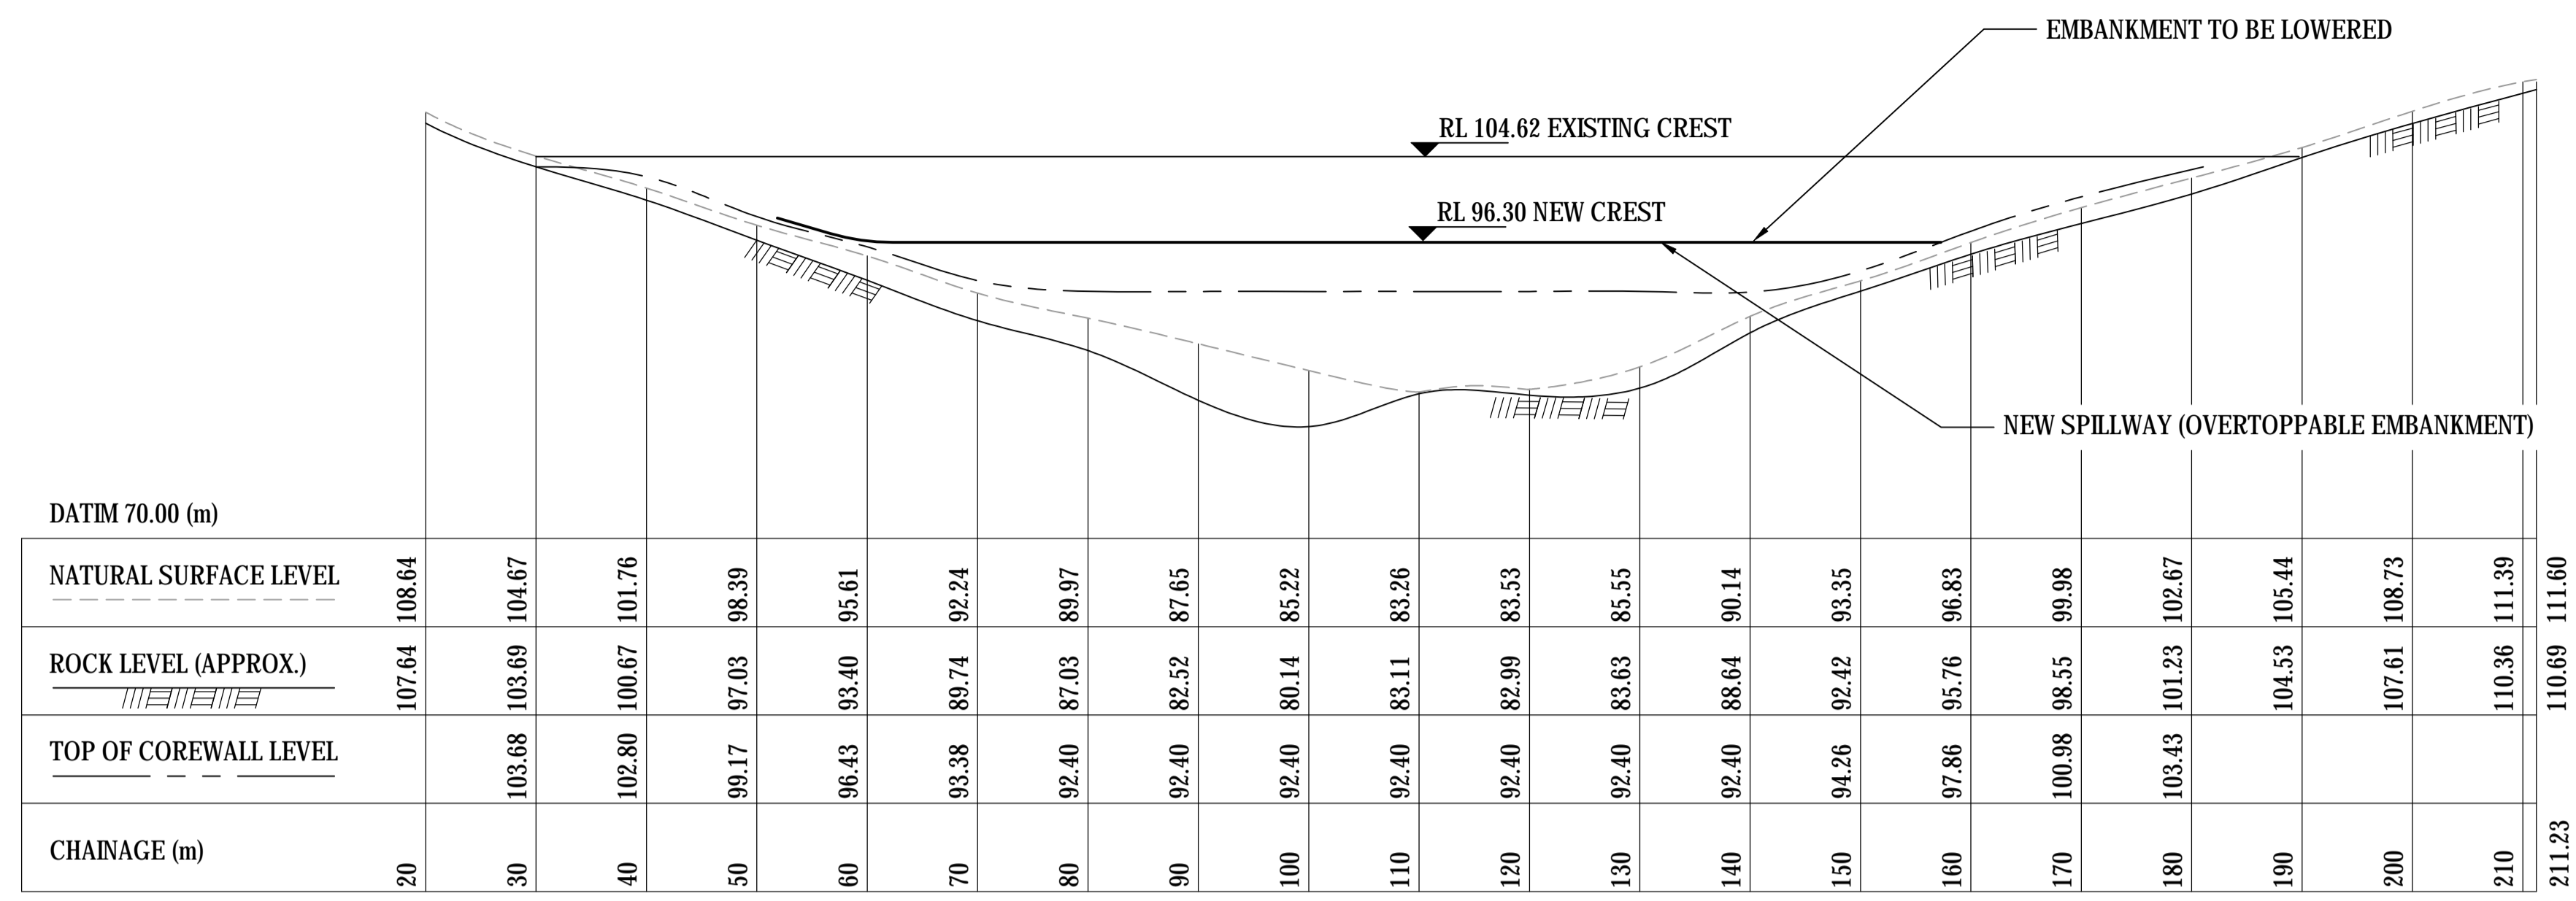 EMBANKMENT TO BE LOWERED
RL 104.62 EXISTING CREST
RL 96.30 NEW CREST
NEW SPILLWAY (OVERTOPPABLE EMBANKMENT)
DATIM 70.00 (m)
NATURAL SURFACE LEVEL 108.64 104.67 101.76 98.39 95.61 92.24 89.97 87.65 85.22 83.26 83.53 85.55 90.14 93.35 96.83 99.98 102.67 105.44 108.73 111.39 111.60
ROCK LEVEL (APPROX.) 107.64 103.69 100.67 97.03 93.40 89.74 87.03 82.52 80.14 83.11 82.99 83.63 88.64 92.42 95.76 98.55 101.23 104.53 107.61 110.36 110.69
TOP OF COREWALL LEVEL 103.68 102.80 99.17 96.43 93.38 92.40 92.40 92.40 92.40 92.40 92.40 92.40 94.26 97.86 100.98 103.43
CHAINAGE (m) 20 30 40 50 60 70 80 90 100 110 120 130 140 150 160 170 180 190 200 210 211.23